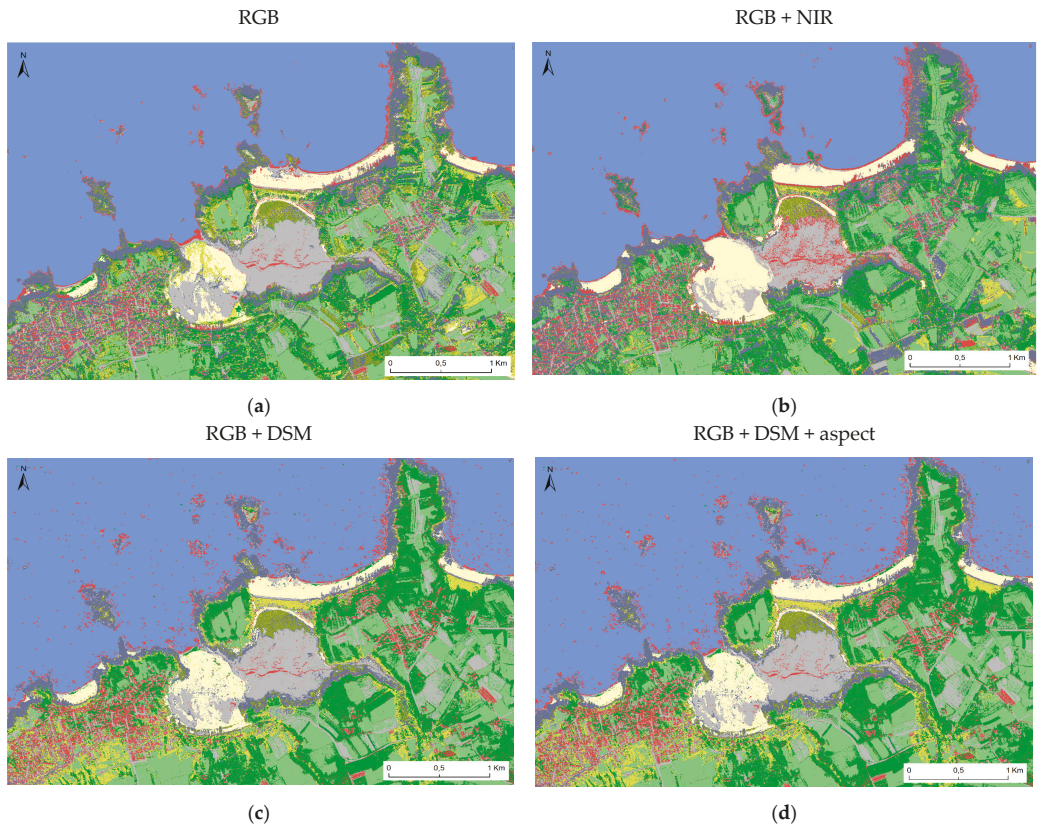 RGB
RGB + NIR
N
0 0,5 1 Km
N
0 0,5 1 Km
(a)
(b)
RGB + DSM
RGB + DSM + aspect
N
0 0,5 1 Km
N
0 0,5 1 Km
(c)
(d)